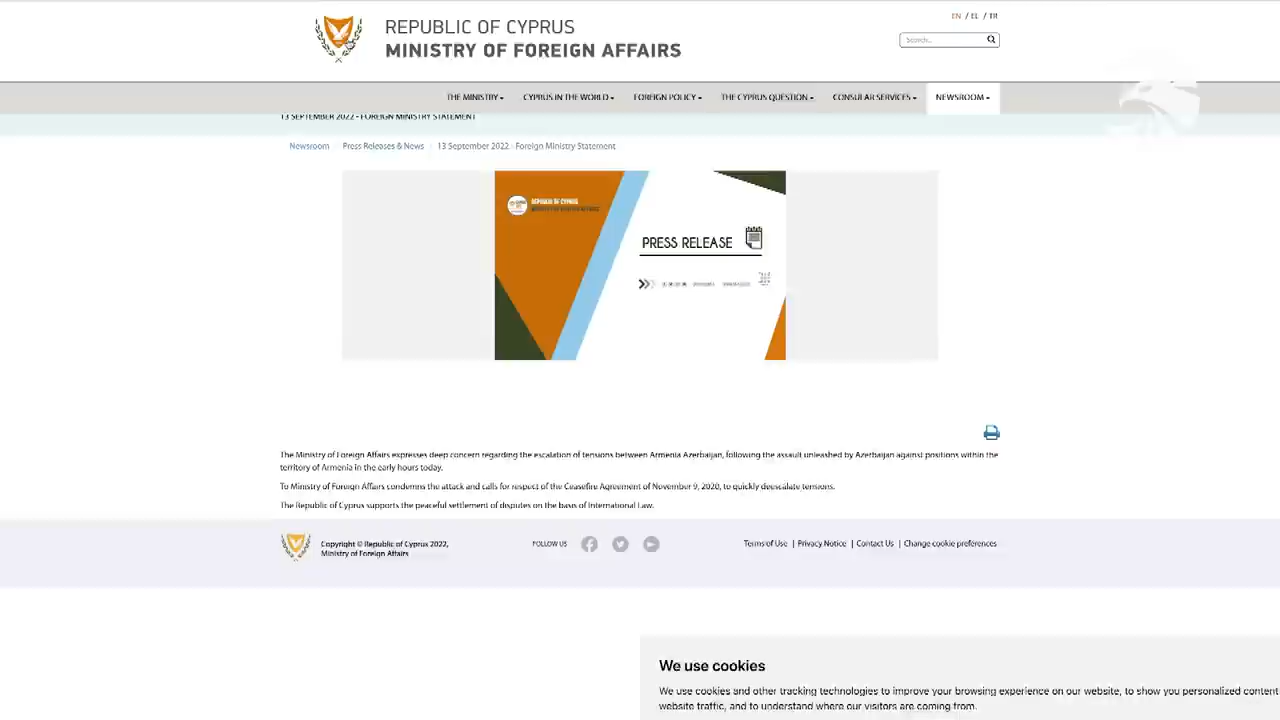 REPUBLIC OF CYPRUS
MINISTRY OF FOREIGN AFFAIRS
EN / EL / TR
Search...
THE MINISTRY
CYPRUS IN THE WORLD
FOREIGN POLICY
THE CYPRUS QUESTION
CONSULAR SERVICES
NEWSROOM
13 SEPTEMBER 2022 - FOREIGN MINISTRY STATEMENT
Newsroom
Press Releases & News
13 September 2022 - Foreign Ministry Statement
REPUBLIC OF CYPRUS
MINISTRY OF FOREIGN AFFAIRS
PRESS RELEASE
The Ministry of Foreign Affairs expresses deep concern regarding the escalation of tensions between Armenia Azerbaijan, following the assault unleashed by Azerbaijan against positions within the
territory of Armenia in the early hours today.
To Ministry of Foreign Affairs condemns the attack and calls for respect of the Ceasefire Agreement of November 9, 2020, to quickly deescalate tensions.
The Republic of Cyprus supports the peaceful settlement of disputes on the basis of International Law.
Copyright © Republic of Cyprus 2022,
Ministry of Foreign Affairs
FOLLOW US
Terms of Use | Privacy Notice | Contact Us | Change cookie preferences
We use cookies
We use cookies and other tracking technologies to improve your browsing experience on our website, to show you personalized content
website traffic, and to understand where our visitors are coming from.